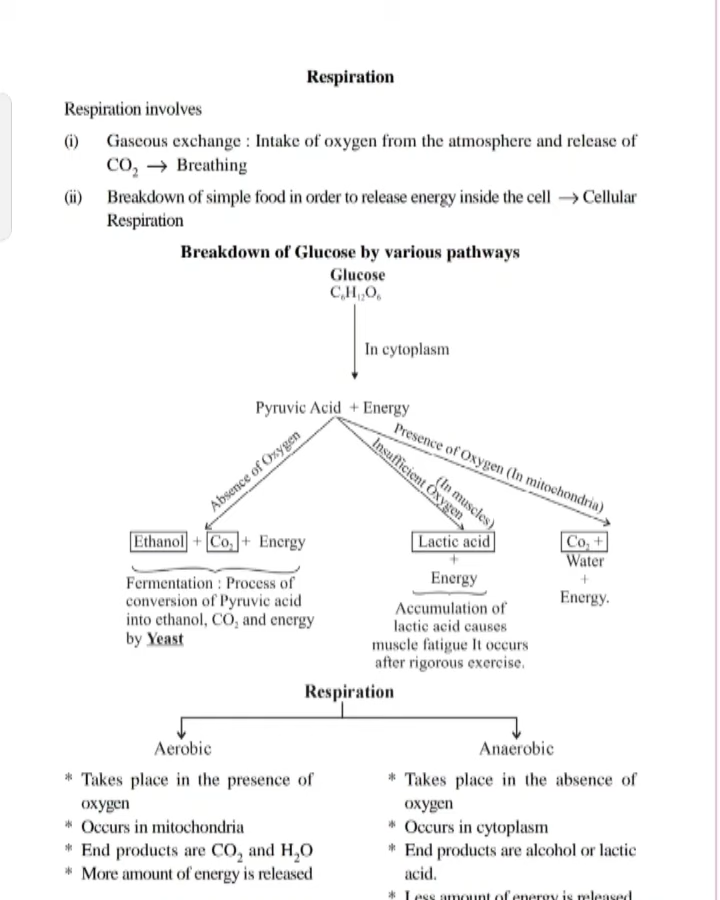 Respiration
Respiration involves
(i) Gaseous exchange : Intake of oxygen from the atmosphere and release of
CO₂ → Breathing
(ii) Breakdown of simple food in order to release energy inside the cell → Cellular
Respiration
Breakdown of Glucose by various pathways
Glucose
C₆H₁₂O₆
In cytoplasm
Pyruvic Acid + Energy
Absence of Oxygen
Insufficient Oxygen
(In muscles)
Presence of Oxygen (In mitochondria)
Ethanol + Co₂ + Energy
Fermentation : Process of
conversion of Pyruvic acid
into ethanol, CO₂ and energy
by Yeast
Lactic acid
+
Energy
Accumulation of
lactic acid causes
muscle fatigue It occurs
after rigorous exercise.
Co₂ +
Water
+
Energy.
Respiration
Aerobic
* Takes place in the presence of
oxygen
* Occurs in mitochondria
* End products are CO₂ and H₂O
* More amount of energy is released
Anaerobic
* Takes place in the absence of
oxygen
* Occurs in cytoplasm
* End products are alcohol or lactic
acid.
* Less amount of energy is released